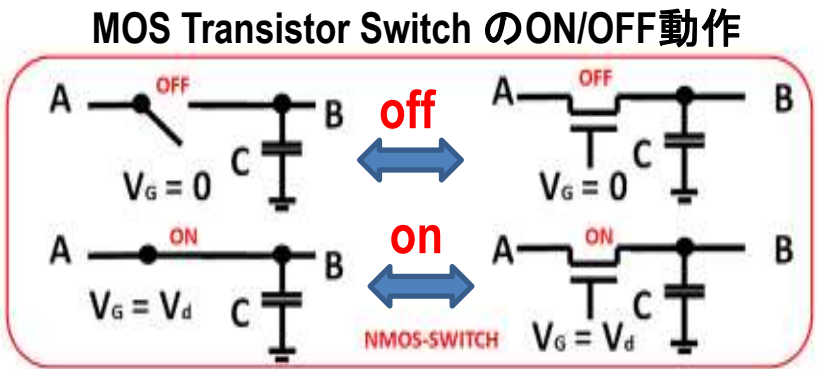 MOS Transistor Switch のON/OFF動作
A OFF B off A OFF B
C C
VG = 0 VG = 0
A ON B on A ON B
VG = Vd C C
NMOS-SWITCH VG = Vd